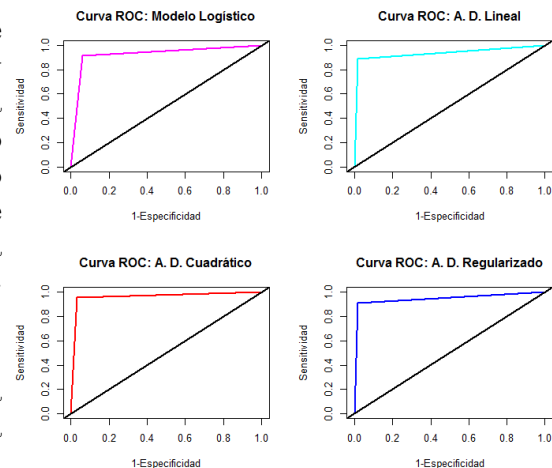 Curva ROC: Modelo Logístico
Sensitividad
0.0 0.2 0.4 0.6 0.8 1.0
0.0 0.2 0.4 0.6 0.8 1.0
1-Especificidad
Curva ROC: A. D. Lineal
Sensitividad
0.0 0.2 0.4 0.6 0.8 1.0
0.0 0.2 0.4 0.6 0.8 1.0
1-Especificidad
Curva ROC: A. D. Cuadrático
Sensitividad
0.0 0.2 0.4 0.6 0.8 1.0
0.0 0.2 0.4 0.6 0.8 1.0
1-Especificidad
Curva ROC: A. D. Regularizado
Sensitividad
0.0 0.2 0.4 0.6 0.8 1.0
0.0 0.2 0.4 0.6 0.8 1.0
1-Especificidad